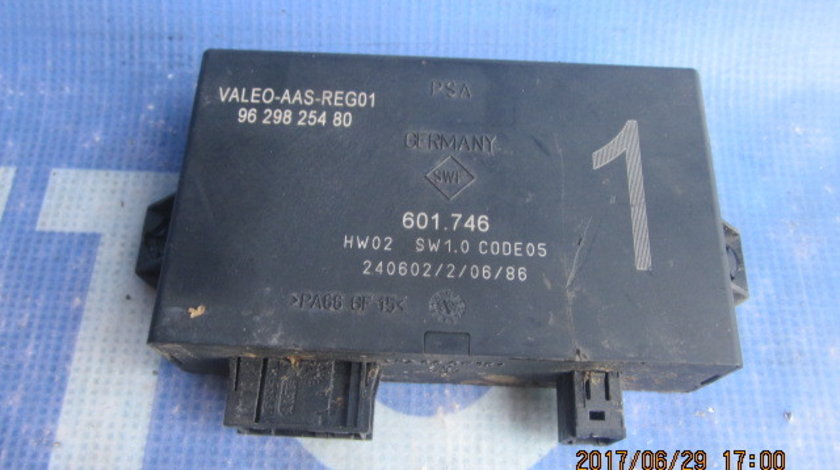 PSA
VALEO-AAS-REG01
96 298 254 80
GERMANY
SWF
1
601.746
HW02 SW1.0 CODE05
240602/2/06/86
>PA66 GF 15<
2017/06/29 17:00